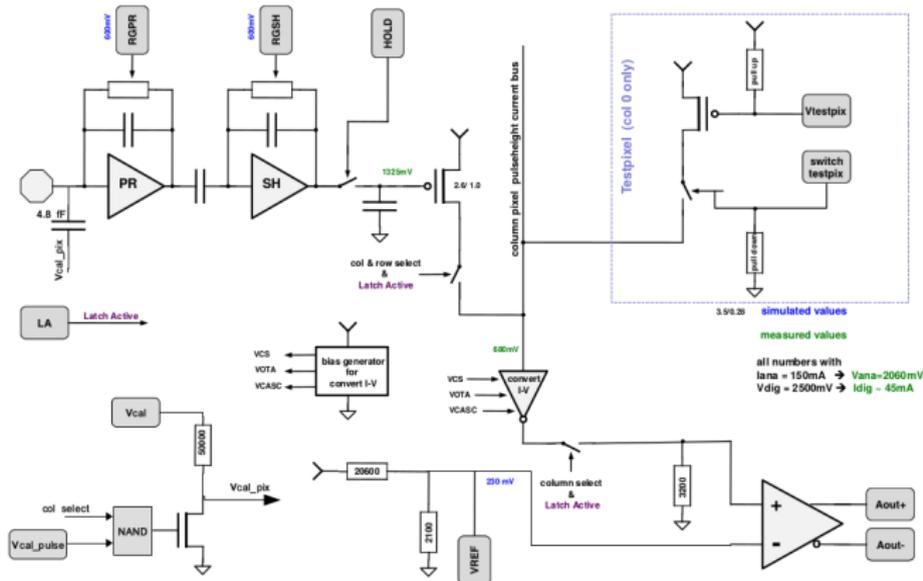 600mV
RGPR
600mV
RGSH
HOLD
PR
SH
1325mV
2.6/ 1.0
4.8 fF
Vcal_pix
col & row select
&
Latch Active
column pixel pulseheight current bus
Testpixel (col 0 only)
pull up
Vtestpix
switch
testpix
pull down
3.5/0.28
simulated values
measured values
all numbers with
Iana = 150mA → Vana=2060mV
Vdig = 2500mV → Idig ~ 45mA
LA
Latch Active
VCS
VOTA
VCASC
bias generator
for
convert I-V
680mV
VCS
VOTA
VCASC
convert
I-V
Vcal
50000
Vcal_pix
col select
Vcal_pulse
NAND
20600
2100
VREF
230 mV
column select
&
Latch Active
3200
+
-
Aout+
Aout-